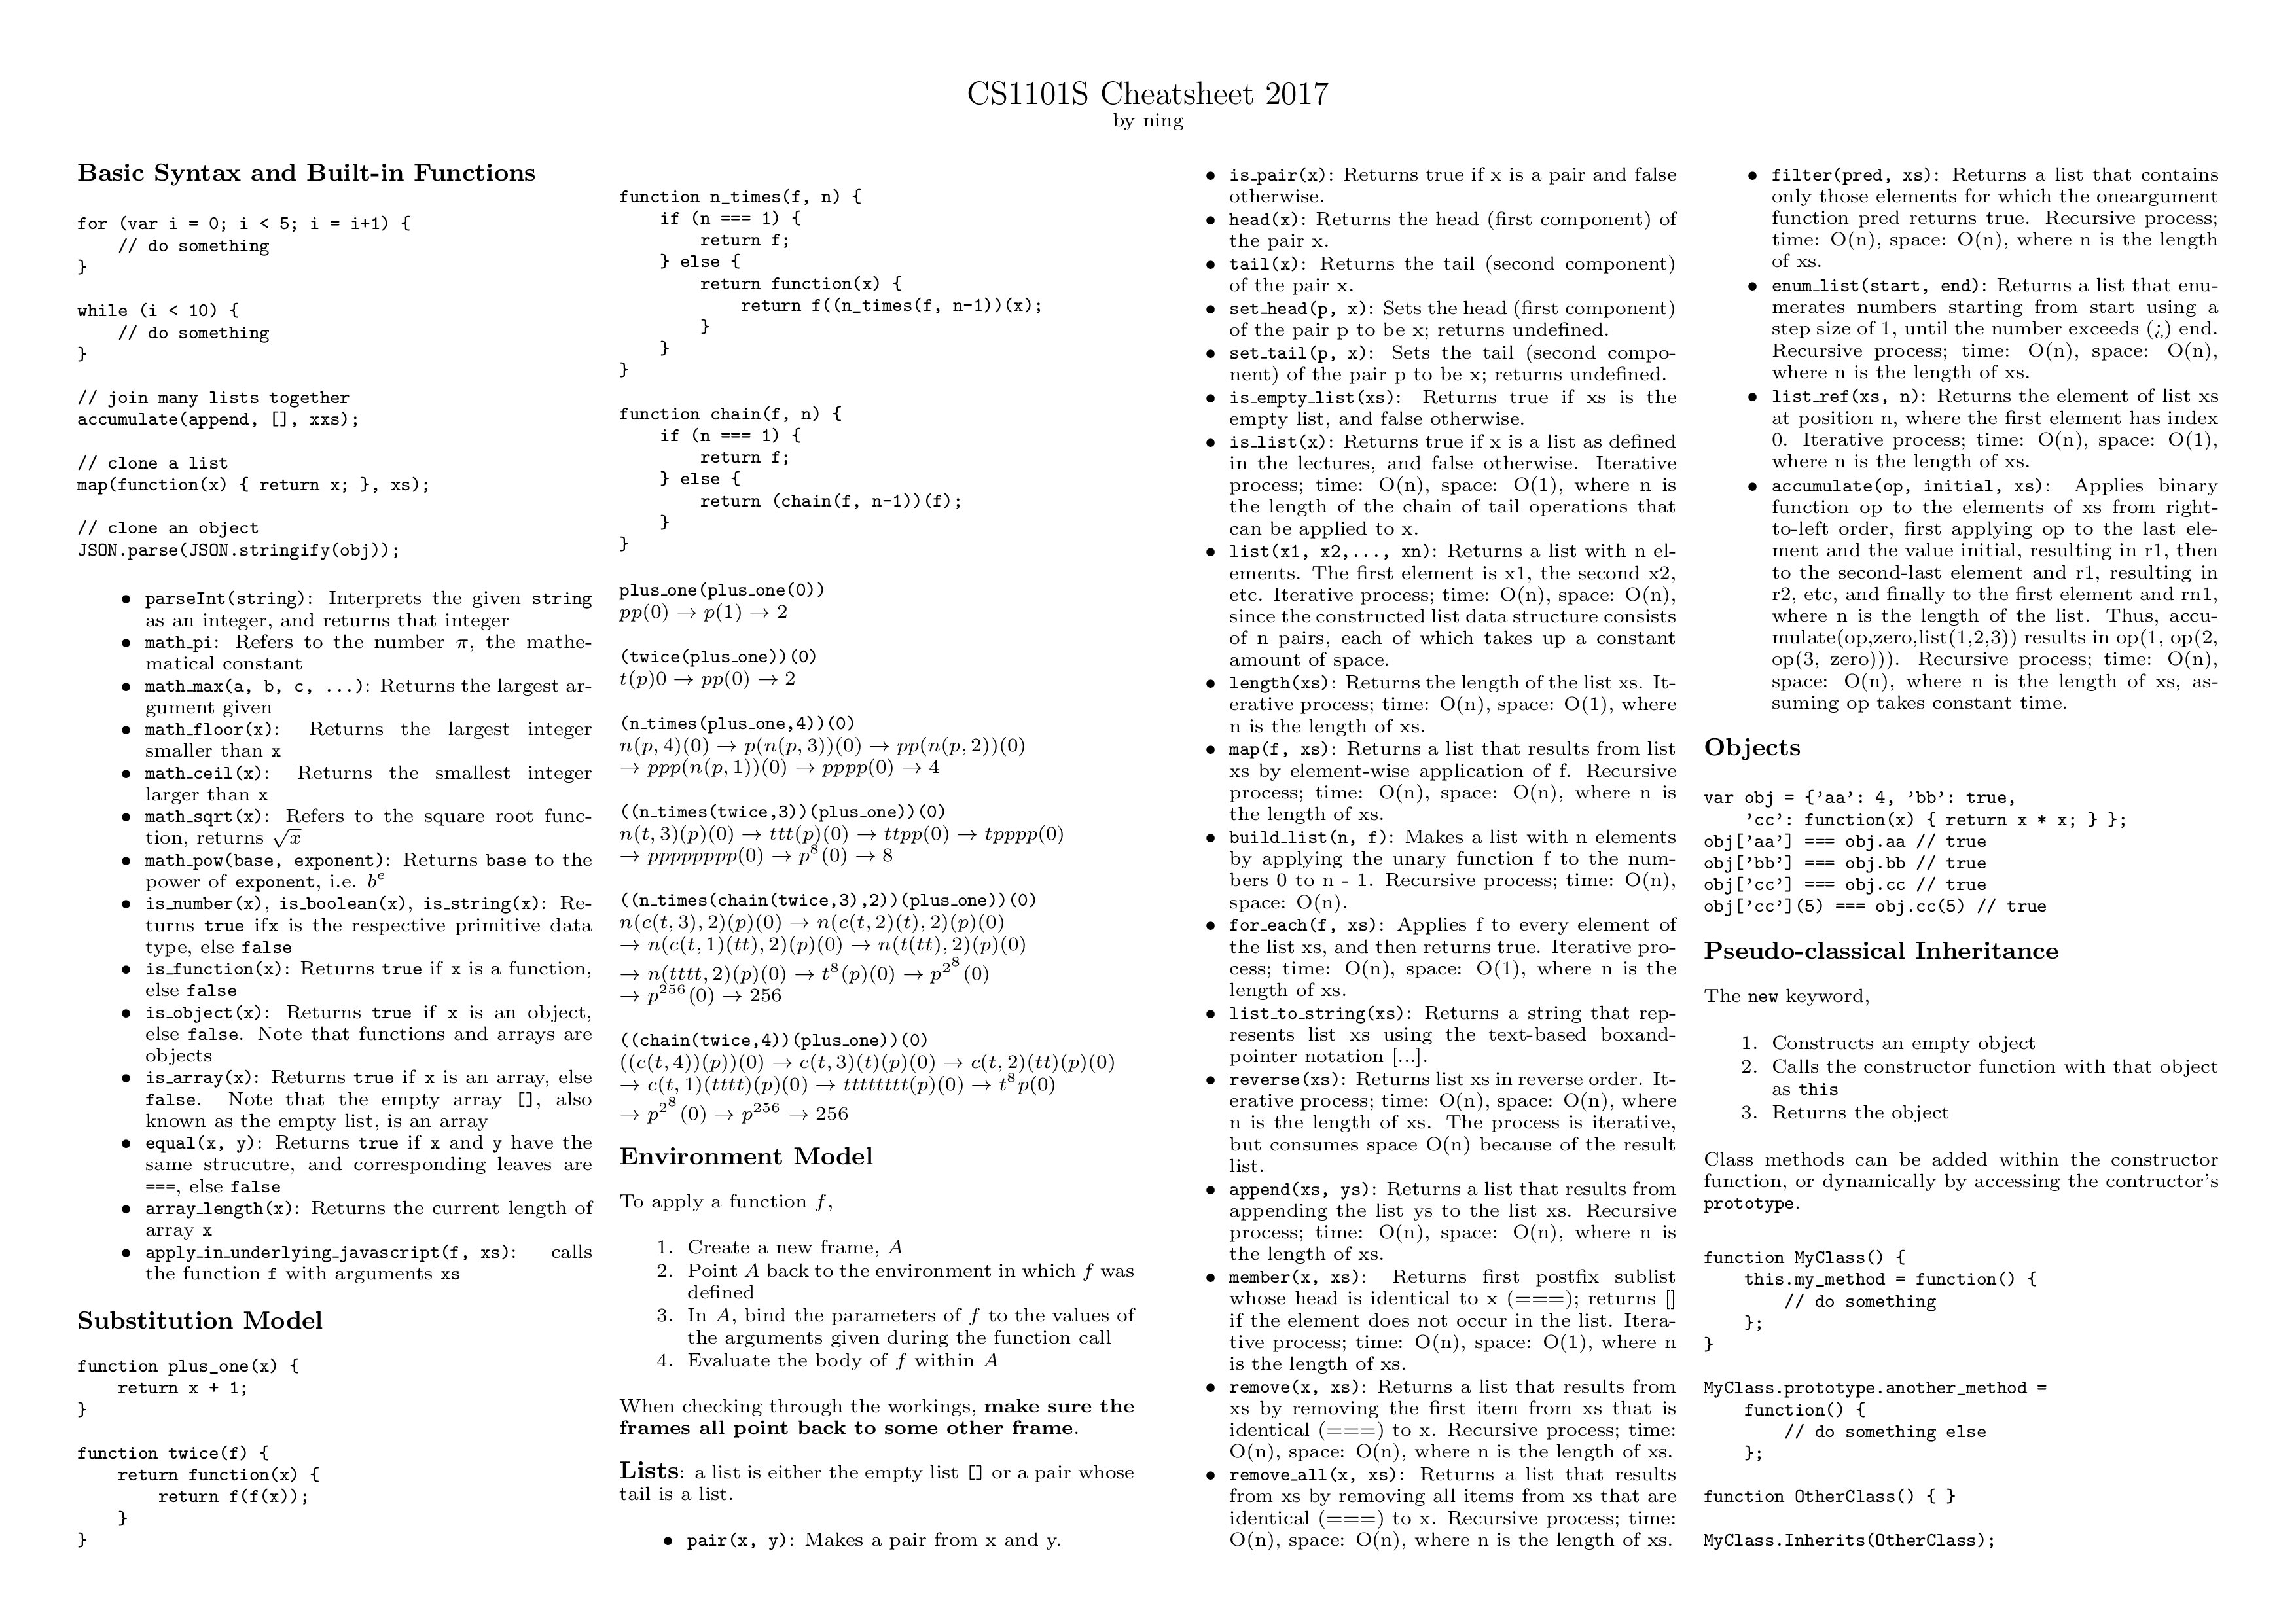 CS1101S Cheatsheet 2017
by ning
Basic Syntax and Built-in Functions
for (var i = 0; i < 5; i = i+1) {
    // do something
}
while (i < 10) {
    // do something
}
// join many lists together
accumulate(append, [], xxs);
// clone a list
map(function(x) { return x; }, xs);
// clone an object
JSON.parse(JSON.stringify(obj));
• parseInt(string): Interprets the given string
as an integer, and returns that integer
• math_pi: Refers to the number π, the mathe-
matical constant
• math_max(a, b, c, ...): Returns the largest ar-
gument given
• math_floor(x): Returns the largest integer
smaller than x
• math_ceil(x): Returns the smallest integer
larger than x
• math_sqrt(x): Refers to the square root func-
tion, returns √x
• math_pow(base, exponent): Returns base to the
power of exponent, i.e. b^e
• is_number(x), is_boolean(x), is_string(x): Re-
turns true ifx is the respective primitive data
type, else false
• is_function(x): Returns true if x is a function,
else false
• is_object(x): Returns true if x is an object,
else false. Note that functions and arrays are
objects
• is_array(x): Returns true if x is an array, else
false. Note that the empty array [], also
known as the empty list, is an array
• equal(x, y): Returns true if x and y have the
same strucutre, and corresponding leaves are
===, else false
• array_length(x): Returns the current length of
array x
• apply_in_underlying_javascript(f, xs): calls
the function f with arguments xs
Substitution Model
function plus_one(x) {
    return x + 1;
}
function twice(f) {
    return function(x) {
        return f(f(x));
    }
}
function n_times(f, n) {
    if (n === 1) {
        return f;
    } else {
        return function(x) {
            return f((n_times(f, n-1))(x);
        }
    }
}
function chain(f, n) {
    if (n === 1) {
        return f;
    } else {
        return (chain(f, n-1))(f);
    }
}
plus_one(plus_one(0))
pp(0) → p(1) → 2
(twice(plus_one))(0)
t(p)0 → pp(0) → 2
(n_times(plus_one,4))(0)
n(p, 4)(0) → p(n(p, 3))(0) → pp(n(p, 2))(0)
→ ppp(n(p, 1))(0) → pppp(0) → 4
((n_times(twice,3))(plus_one))(0)
n(t, 3)(p)(0) → ttt(p)(0) → ttpp(0) → tpppp(0)
→ pppppppp(0) → p^8(0) → 8
((n_times(chain(twice,3),2))(plus_one))(0)
n(c(t, 3), 2)(p)(0) → n(c(t, 2)(t), 2)(p)(0)
→ n(c(t, 1)(tt), 2)(p)(0) → n(t(tt), 2)(p)(0)
→ n(tttt, 2)(p)(0) → t^8(p)(0) → p^2^8(0)
→ p^256(0) → 256
((chain(twice,4))(plus_one))(0)
((c(t, 4))(p))(0) → c(t, 3)(t)(p)(0) → c(t, 2)(tt)(p)(0)
→ c(t, 1)(tttt)(p)(0) → tttttttt(p)(0) → t^8p(0)
→ p^2^8(0) → p^256 → 256
Environment Model
To apply a function f,
1. Create a new frame, A
2. Point A back to the environment in which f was
defined
3. In A, bind the parameters of f to the values of
the arguments given during the function call
4. Evaluate the body of f within A
When checking through the workings, make sure the
frames all point back to some other frame.
Lists: a list is either the empty list [] or a pair whose
tail is a list.
• pair(x, y): Makes a pair from x and y.
• is_pair(x): Returns true if x is a pair and false
otherwise.
• head(x): Returns the head (first component) of
the pair x.
• tail(x): Returns the tail (second component)
of the pair x.
• set_head(p, x): Sets the head (first component)
of the pair p to be x; returns undefined.
• set_tail(p, x): Sets the tail (second compo-
nent) of the pair p to be x; returns undefined.
• is_empty_list(xs): Returns true if xs is the
empty list, and false otherwise.
• is_list(x): Returns true if x is a list as defined
in the lectures, and false otherwise. Iterative
process; time: O(n), space: O(1), where n is
the length of the chain of tail operations that
can be applied to x.
• list(x1, x2,..., xn): Returns a list with n el-
ements. The first element is x1, the second x2,
etc. Iterative process; time: O(n), space: O(n),
since the constructed list data structure consists
of n pairs, each of which takes up a constant
amount of space.
• length(xs): Returns the length of the list xs. It-
erative process; time: O(n), space: O(1), where
n is the length of xs.
• map(f, xs): Returns a list that results from list
xs by element-wise application of f. Recursive
process; time: O(n), space: O(n), where n is
the length of xs.
• build_list(n, f): Makes a list with n elements
by applying the unary function f to the num-
bers 0 to n - 1. Recursive process; time: O(n),
space: O(n).
• for_each(f, xs): Applies f to every element of
the list xs, and then returns true. Iterative pro-
cess; time: O(n), space: O(1), where n is the
length of xs.
• list_to_string(xs): Returns a string that rep-
resents list xs using the text-based boxand-
pointer notation [...].
• reverse(xs): Returns list xs in reverse order. It-
erative process; time: O(n), space: O(n), where
n is the length of xs. The process is iterative,
but consumes space O(n) because of the result
list.
• append(xs, ys): Returns a list that results from
appending the list ys to the list xs. Recursive
process; time: O(n), space: O(n), where n is
the length of xs.
• member(x, xs): Returns first postfix sublist
whose head is identical to x (===); returns []
if the element does not occur in the list. Itera-
tive process; time: O(n), space: O(1), where n
is the length of xs.
• remove(x, xs): Returns a list that results from
xs by removing the first item from xs that is
identical (===) to x. Recursive process; time:
O(n), space: O(n), where n is the length of xs.
• remove_all(x, xs): Returns a list that results
from xs by removing all items from xs that are
identical (===) to x. Recursive process; time:
O(n), space: O(n), where n is the length of xs.
• filter(pred, xs): Returns a list that contains
only those elements for which the oneargument
function pred returns true. Recursive process;
time: O(n), space: O(n), where n is the length
of xs.
• enum_list(start, end): Returns a list that enu-
merates numbers starting from start using a
step size of 1, until the number exceeds (¿) end.
Recursive process; time: O(n), space: O(n),
where n is the length of xs.
• list_ref(xs, n): Returns the element of list xs
at position n, where the first element has index
0. Iterative process; time: O(n), space: O(1),
where n is the length of xs.
• accumulate(op, initial, xs): Applies binary
function op to the elements of xs from right-
to-left order, first applying op to the last ele-
ment and the value initial, resulting in r1, then
to the second-last element and r1, resulting in
r2, etc, and finally to the first element and rn1,
where n is the length of the list. Thus, accu-
mulate(op,zero,list(1,2,3)) results in op(1, op(2,
op(3, zero))). Recursive process; time: O(n),
space: O(n), where n is the length of xs, as-
suming op takes constant time.
Objects
var obj = {'aa': 4, 'bb': true,
    'cc': function(x) { return x * x; } };
obj['aa'] === obj.aa // true
obj['bb'] === obj.bb // true
obj['cc'] === obj.cc // true
obj['cc'](5) === obj.cc(5) // true
Pseudo-classical Inheritance
The new keyword,
1. Constructs an empty object
2. Calls the constructor function with that object
as this
3. Returns the object
Class methods can be added within the constructor
function, or dynamically by accessing the contructor's
prototype.
function MyClass() {
    this.my_method = function() {
        // do something
    };
}
MyClass.prototype.another_method =
    function() {
        // do something else
    };
function OtherClass() { }
MyClass.Inherits(OtherClass);